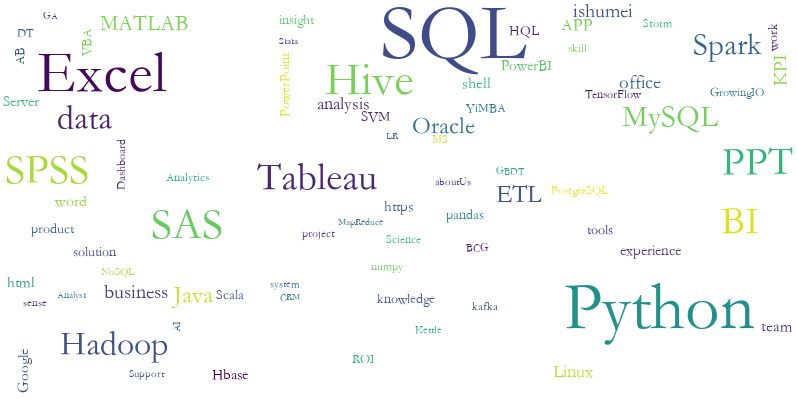 GA
MATLAB
insight
SQL
ishumei
DT
VBA
HQL
APP
Storm
Stata
skill
Spark
work
AB
Excel
PowerPoint
Hive
PowerBI
KPI
Server
shell
office
GrowingIO
TensorFlow
data
analysis
SVM
YiMBA
MySQL
Oracle
LR
MS
SPSS
Dashboard
Analytics
Tableau
GBDT
PPT
aboutUs
ETL
PostgrSQL
word
SAS
https
pandas
BI
product
MapReduce
project
Science
tools
solution
BCG
experience
NoSQL
numpy
html
Analyst
business
Java
Scala
system
CRM
knowledge
kafka
Python
sense
AI
Kettle
team
Hadoop
Google
Support
Hbase
ROI
Linux